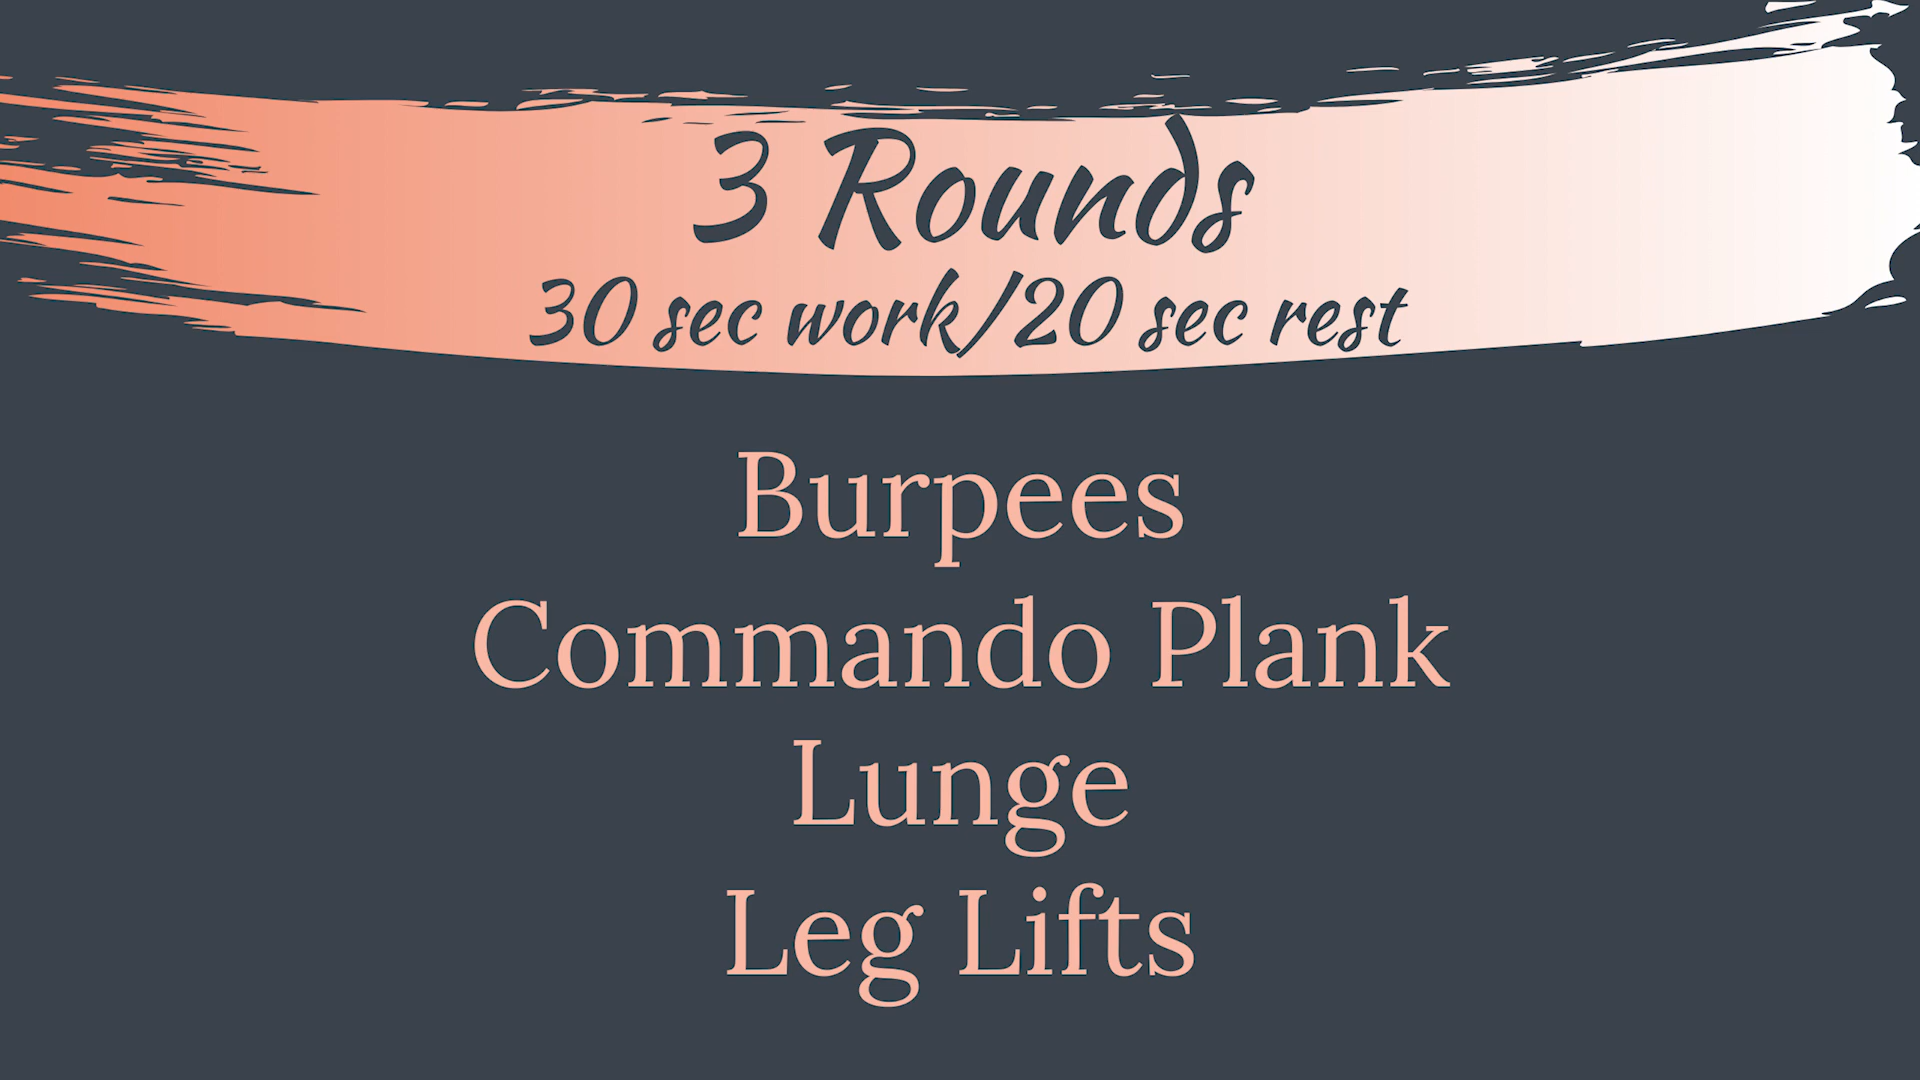 3 Rounds
30 sec work/20 sec rest
Burpees
Commando Plank
Lunge
Leg Lifts